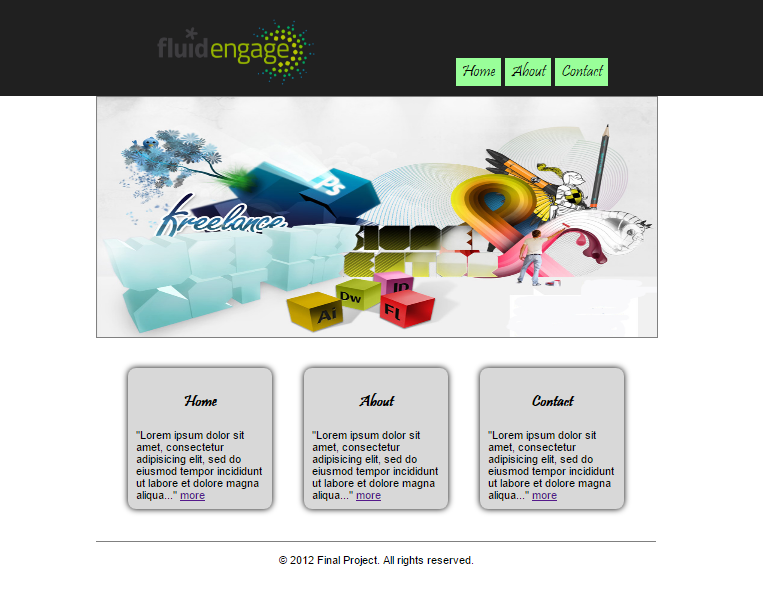 fluid engage
Home About Contact
Ps
freelance
Dw
ID
Ai
FL
Home
"Lorem ipsum dolor sit
amet, consectetur
adipisicing elit, sed do
eiusmod tempor incididunt
ut labore et dolore magna
aliqua..." more
About
"Lorem ipsum dolor sit
amet, consectetur
adipisicing elit, sed do
eiusmod tempor incididunt
ut labore et dolore magna
aliqua..." more
Contact
"Lorem ipsum dolor sit
amet, consectetur
adipisicing elit, sed do
eiusmod tempor incididunt
ut labore et dolore magna
aliqua..." more
© 2012 Final Project. All rights reserved.